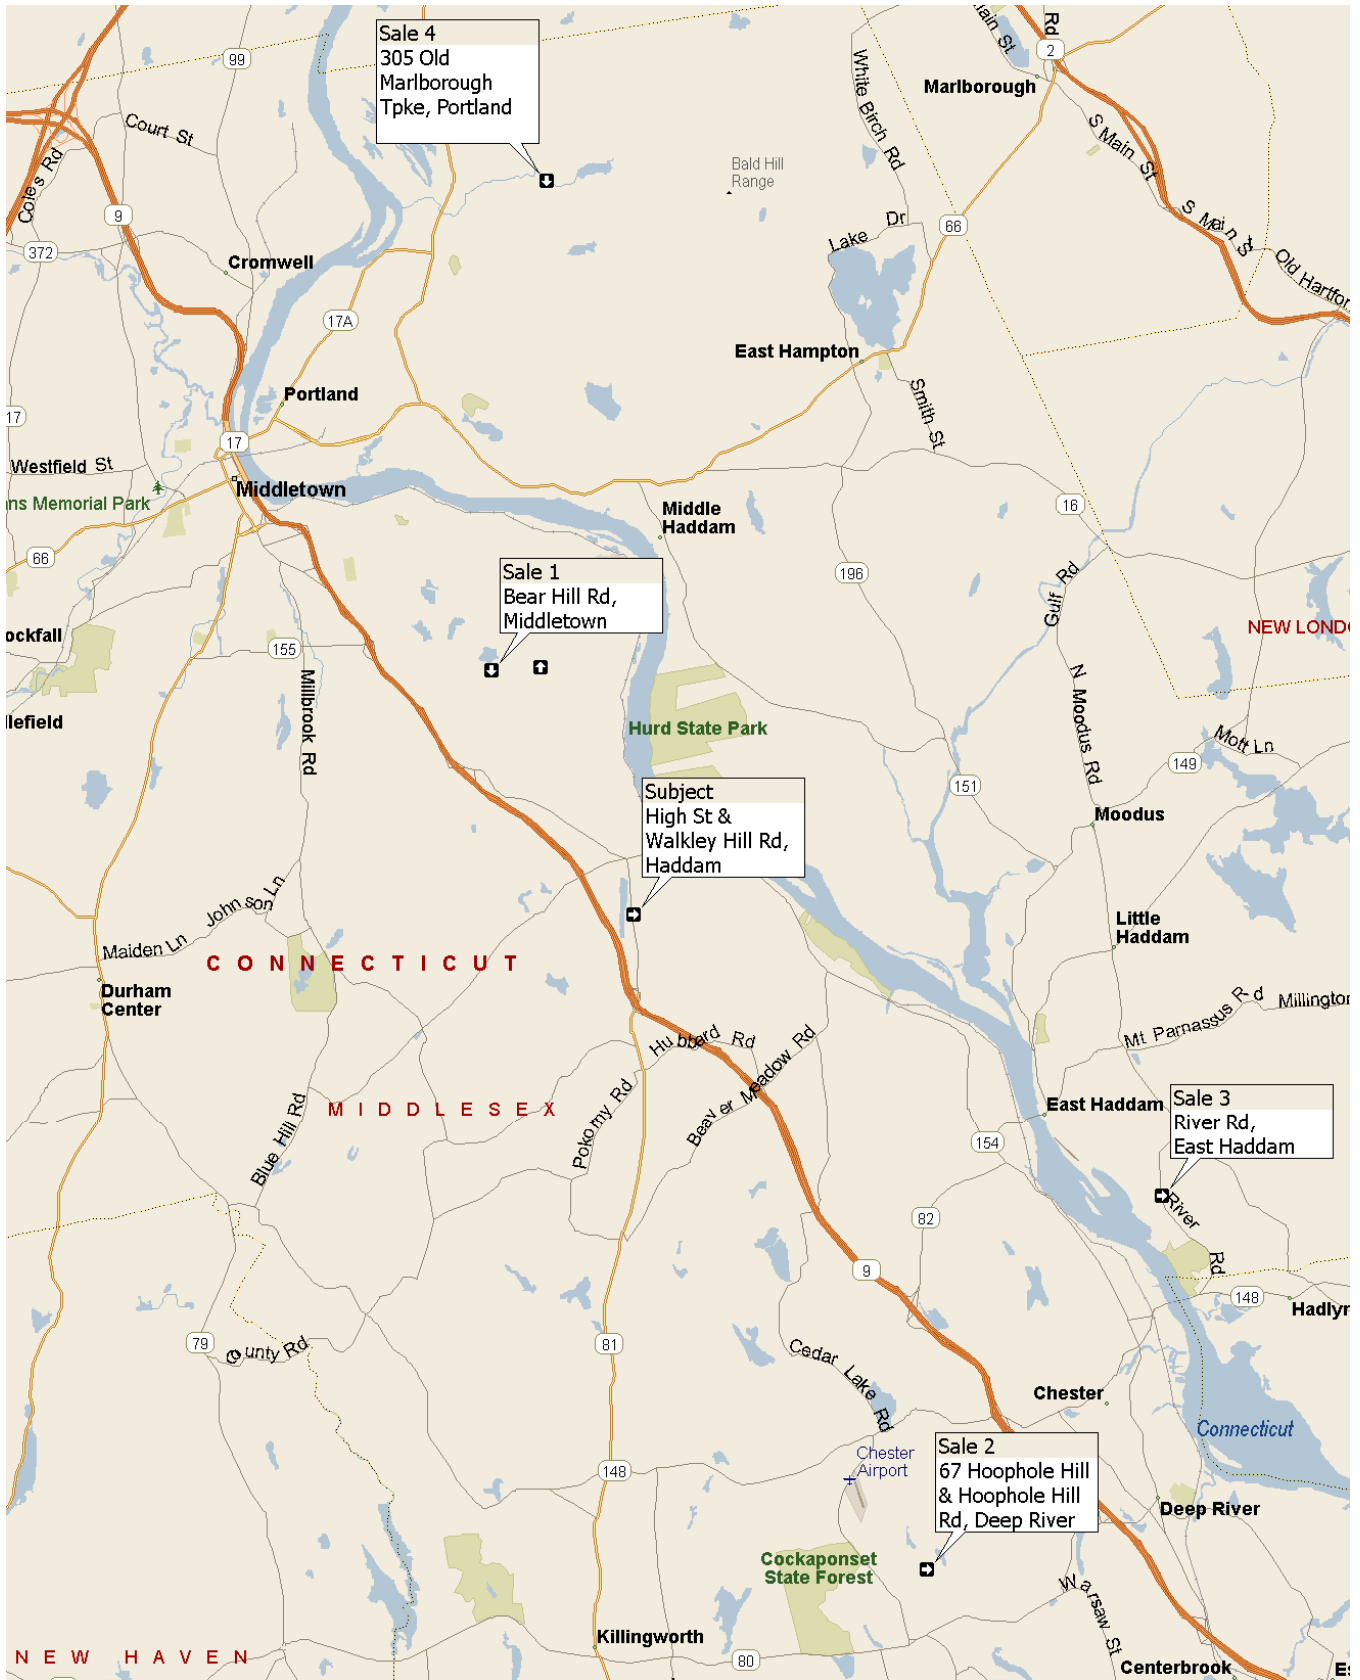 Sale 4
305 Old
Marlborough
Tpke, Portland
99
Main St
Rd
2
Marlborough
White Birch Rd
Court St
S Main St
Coles Rd
Bald Hill
Range
9
S Main St
Lake Dr
66
372
Old Hartfor
Cromwell
17A
East Hampton
Portland
Smith St
17
17
Westfield St
Middletown
ns Memorial Park
Middle
Haddam
16
66
196
Sale 1
Bear Hill Rd,
Middletown
Gulf Rd
NEW LONDO
ockfall
155
Millbrook Rd
N Moodus Rd
lefield
Hurd State Park
Mott Ln
149
151
Subject
High St &
Walkley Hill Rd,
Haddam
Moodus
Johnson Ln
Little
Haddam
Maiden Ln
CONNECTICUT
Durham
Center
Mt Parnassus Rd
Millington
Hubbard Rd
Beaver Meadow Rd
MIDDLESEX
Pokorny Rd
Blue Hill Rd
East Haddam
154
Sale 3
River Rd,
East Haddam
River Rd
82
9
148
Hadlyn
79
County Rd
81
Cedar Lake Rd
Chester
Connecticut
Chester
Airport
148
Sale 2
67 Hoophole Hill
& Hoophole Hill
Rd, Deep River
Deep River
Cockaponset
State Forest
Warsaw St
Killingworth
NEW HAVEN
80
Centerbrook